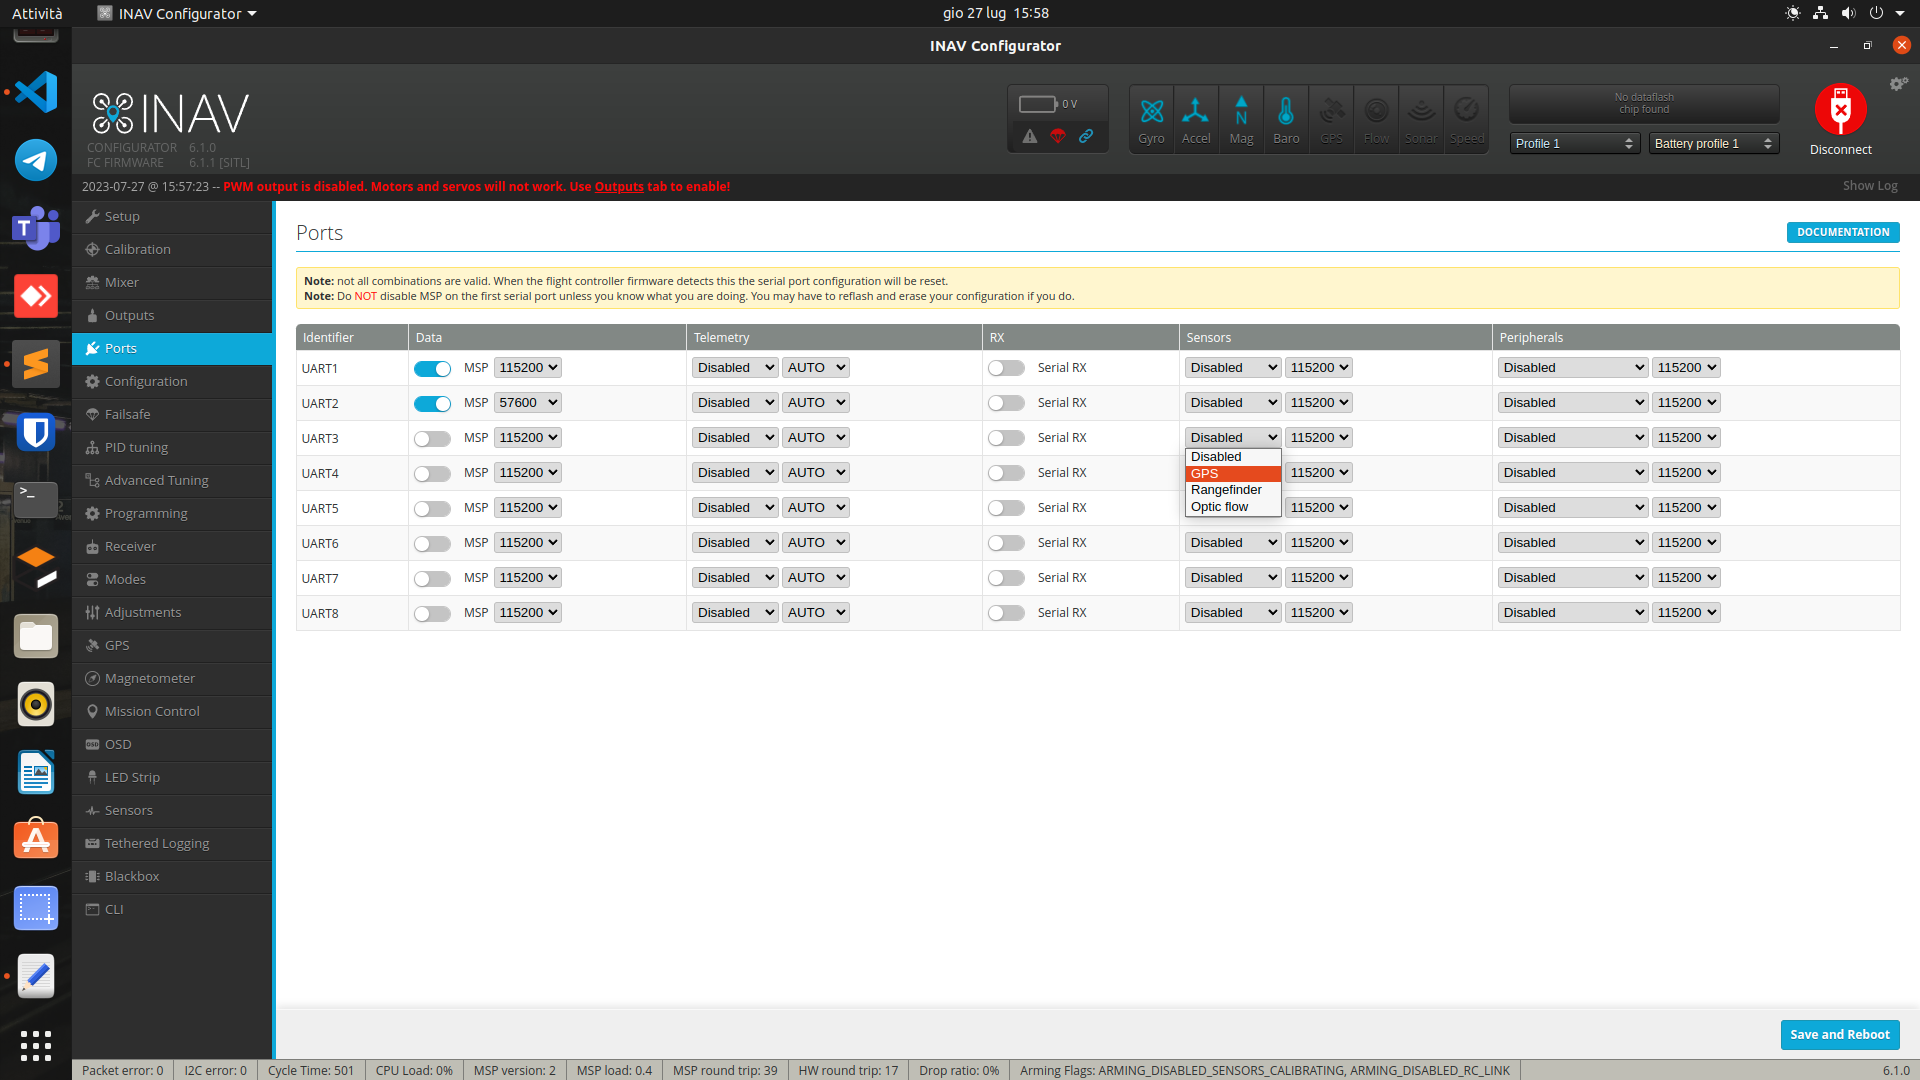 Attività
INAV Configurator
gio 27 lug 15:58
INAV Configurator
INAV
CONFIGURATOR 6.1.0
FC FIRMWARE 6.1.1 [SITL]
0 V
Gyro Accel Mag Baro GPS Flow Sonar Speed
No dataflash
chip found
Profile 1
Battery profile 1
Disconnect
2023-07-27 @ 15:57:23 -- PWM output is disabled. Motors and servos will not work. Use Outputs tab to enable!
Show Log
Setup
Calibration
Mixer
Outputs
Ports
Configuration
Failsafe
PID tuning
Advanced Tuning
Programming
Receiver
Modes
Adjustments
GPS
Magnetometer
Mission Control
OSD
LED Strip
Sensors
Tethered Logging
Blackbox
CLI
Ports
DOCUMENTATION
Note: not all combinations are valid. When the flight controller firmware detects this the serial port configuration will be reset.
Note: Do NOT disable MSP on the first serial port unless you know what you are doing. You may have to reflash and erase your configuration if you do.
Identifier Data Telemetry RX Sensors Peripherals
UART1 MSP 115200 Disabled AUTO Serial RX Disabled 115200 Disabled 115200
UART2 MSP 57600 Disabled AUTO Serial RX Disabled 115200 Disabled 115200
UART3 MSP 115200 Disabled AUTO Serial RX Disabled 115200 Disabled 115200
Disabled
GPS
Rangefinder
Optic flow
UART4 MSP 115200 Disabled AUTO Serial RX 115200 Disabled 115200
UART5 MSP 115200 Disabled AUTO Serial RX 115200 Disabled 115200
UART6 MSP 115200 Disabled AUTO Serial RX Disabled 115200 Disabled 115200
UART7 MSP 115200 Disabled AUTO Serial RX Disabled 115200 Disabled 115200
UART8 MSP 115200 Disabled AUTO Serial RX Disabled 115200 Disabled 115200
Save and Reboot
Packet error: 0 I2C error: 0 Cycle Time: 501 CPU Load: 0% MSP version: 2 MSP load: 0.4 MSP round trip: 39 HW round trip: 17 Drop ratio: 0% Arming Flags: ARMING_DISABLED_SENSORS_CALIBRATING, ARMING_DISABLED_RC_LINK 6.1.0